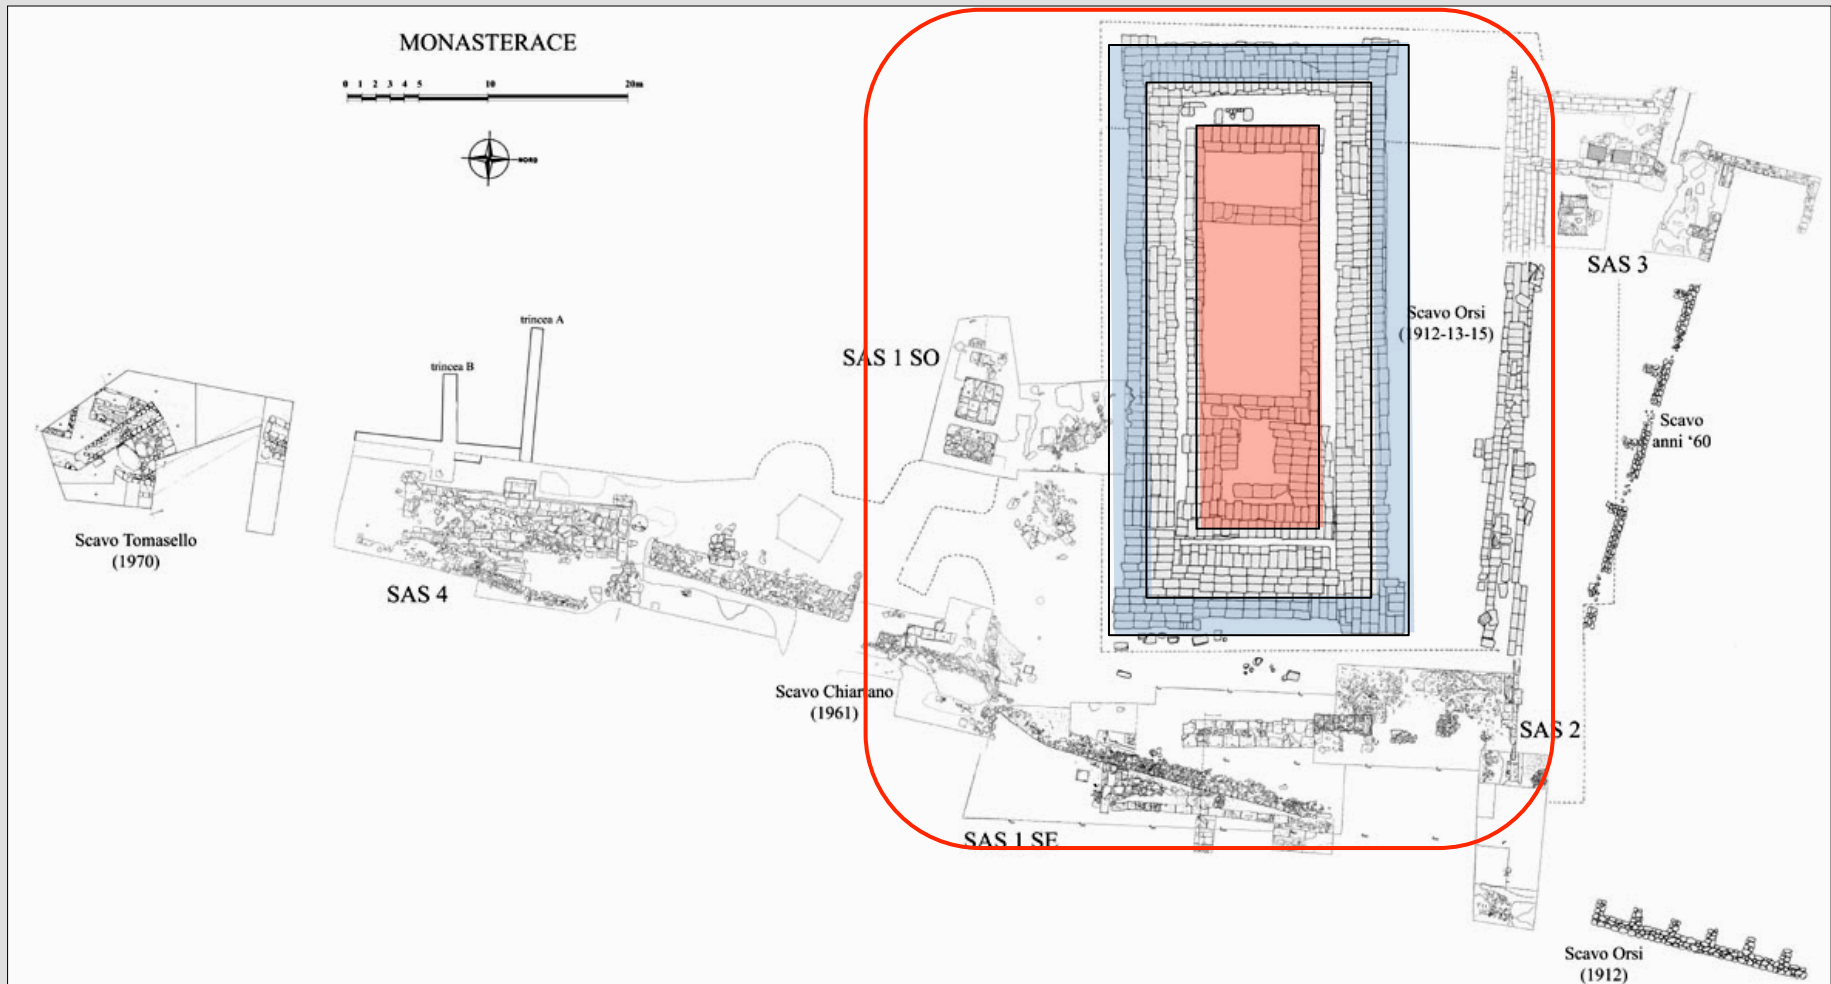 MONASTERACE
0 1 2 3 4 5 10 20m
NORD
SAS 3
Scavo Orsi
(1912-13-15)
trincea A
trincea B
SAS 1 SO
Scavo
anni ‘60
Scavo Tomasello
(1970)
SAS 4
Scavo Chiartano
(1961)
SAS 2
SAS 1 SE
Scavo Orsi
(1912)